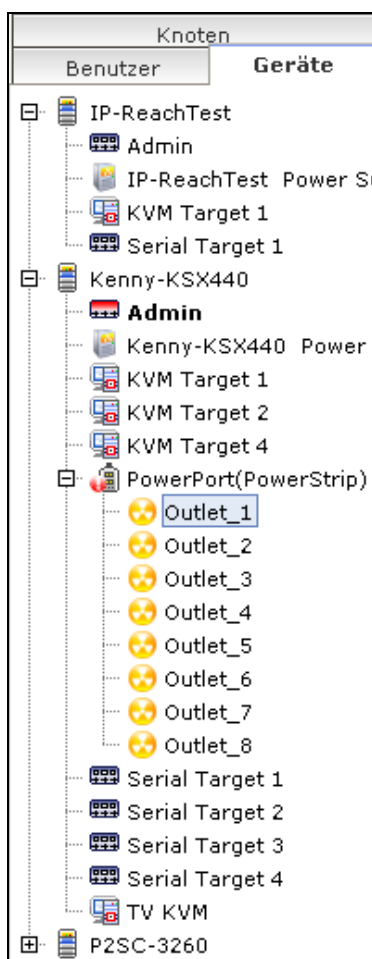 Knoten
Benutzer Geräte
IP-ReachTest
Admin
IP-ReachTest Power
KVM Target 1
Serial Target 1
Kenny-KSX440
Admin
Kenny-KSX440 Power
KVM Target 1
KVM Target 2
KVM Target 4
PowerPort(PowerStrip)
Outlet_1
Outlet_2
Outlet_3
Outlet_4
Outlet_5
Outlet_6
Outlet_7
Outlet_8
Serial Target 1
Serial Target 2
Serial Target 3
Serial Target 4
TV KVM
P2SC-3260